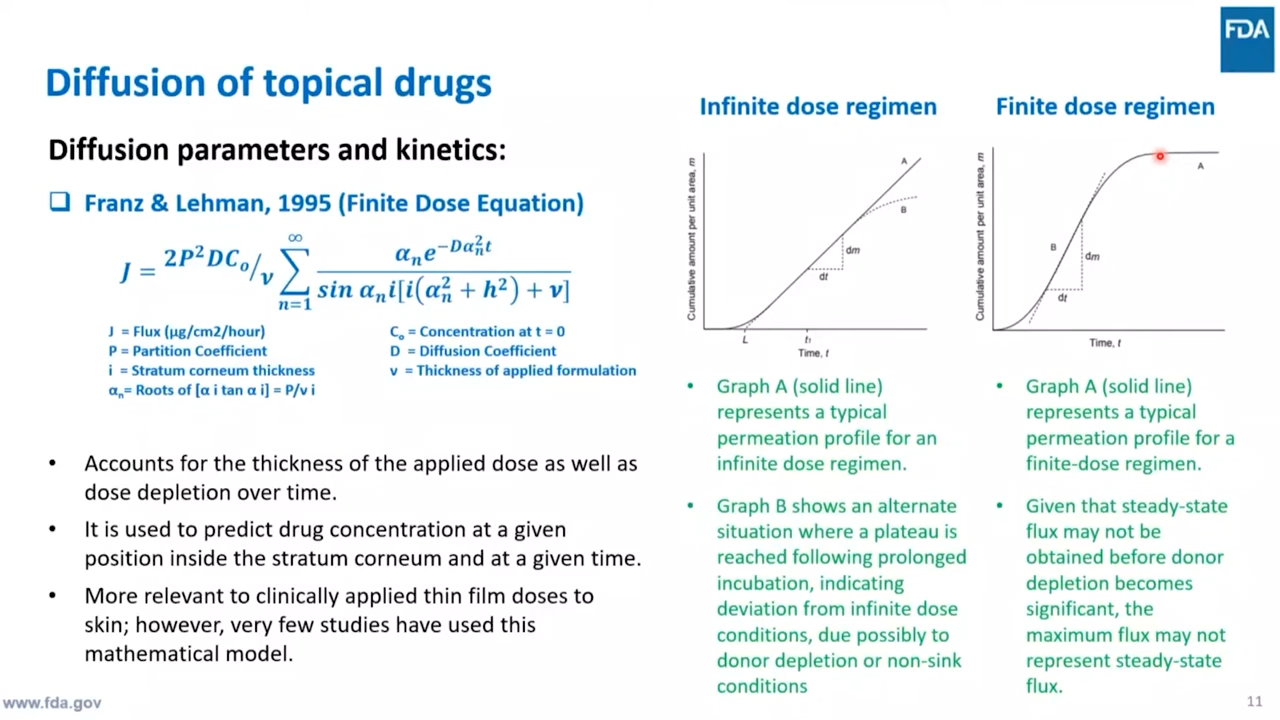 FDA
Diffusion of topical drugs
Diffusion parameters and kinetics:
❑ Franz & Lehman, 1995 (Finite Dose Equation)
J = 2P²DCₒ/ν ∑ₙ₌₁^∞ αₙe^(−Dαₙ²t) / sin αₙi[i(αₙ² + h²) + ν]
J = Flux (µg/cm2/hour)
P = Partition Coefficient
i = Stratum corneum thickness
αₙ= Roots of [α i tan α i] = P/v i
Cₒ = Concentration at t = 0
D = Diffusion Coefficient
v = Thickness of applied formulation
• Accounts for the thickness of the applied dose as well as
dose depletion over time.
• It is used to predict drug concentration at a given
position inside the stratum corneum and at a given time.
• More relevant to clinically applied thin film doses to
skin; however, very few studies have used this
mathematical model.
Infinite dose regimen
Cumulative amount per unit area, m
A
B
dm
dt
L
t₁
Time, t
• Graph A (solid line)
represents a typical
permeation profile for an
infinite dose regimen.
• Graph B shows an alternate
situation where a plateau is
reached following prolonged
incubation, indicating
deviation from infinite dose
conditions, due possibly to
donor depletion or non-sink
conditions
Finite dose regimen
Cumulative amount per unit area, m
A
B
dm
dt
Time, t
• Graph A (solid line)
represents a typical
permeation profile for a
finite-dose regimen.
• Given that steady-state
flux may not be
obtained before donor
depletion becomes
significant, the
maximum flux may not
represent steady-state
flux.
www.fda.gov
11